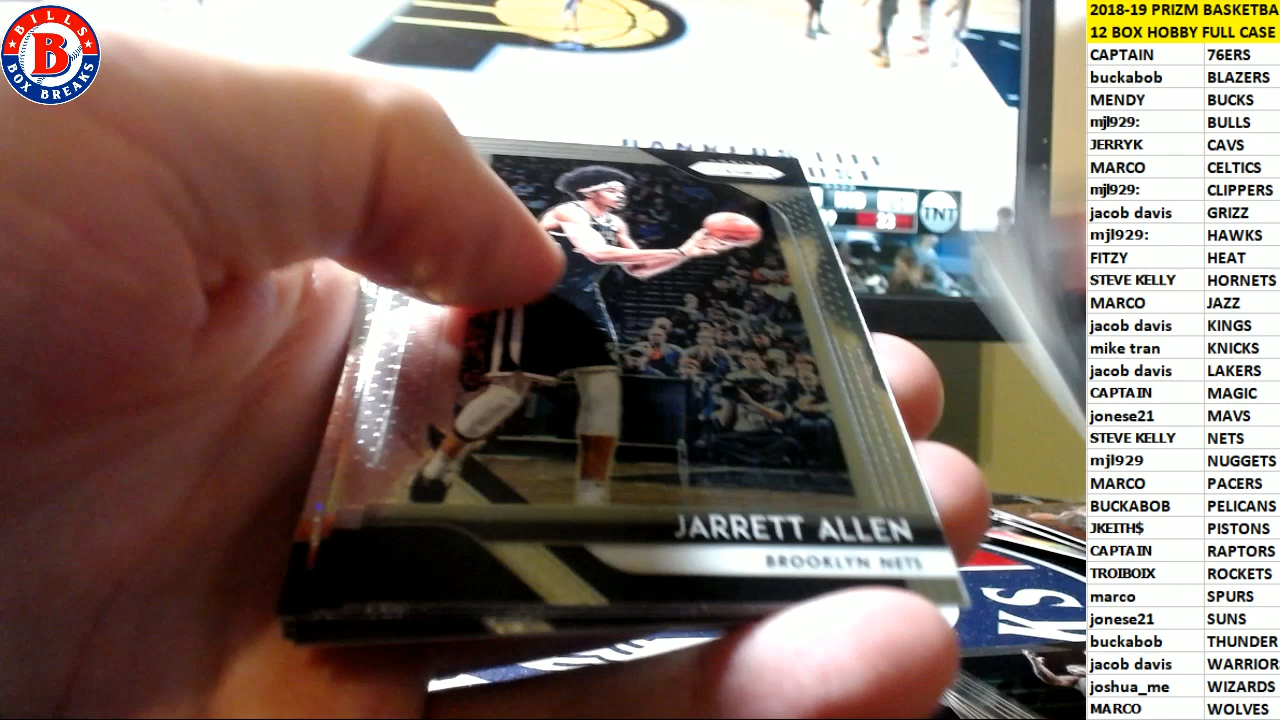 BILLS
B
BOX BREAKS
JARRETT ALLEN
BROOKLYN NETS
TNT
KS
2018-19 PRIZM BASKETBA
12 BOX HOBBY FULL CASE
CAPTAIN 76ERS
buckabob BLAZERS
MENDY BUCKS
mjl929: BULLS
JERRYK CAVS
MARCO CELTICS
mjl929: CLIPPERS
jacob davis GRIZZ
mjl929: HAWKS
FITZY HEAT
STEVE KELLY HORNETS
MARCO JAZZ
jacob davis KINGS
mike tran KNICKS
jacob davis LAKERS
CAPTAIN MAGIC
jonese21 MAVS
STEVE KELLY NETS
mjl929 NUGGETS
MARCO PACERS
BUCKABOB PELICANS
JKEITH$ PISTONS
CAPTAIN RAPTORS
TROIBOIX ROCKETS
marco SPURS
jonese21 SUNS
buckabob THUNDER
jacob davis WARRIOR
joshua_me WIZARDS
MARCO WOLVES